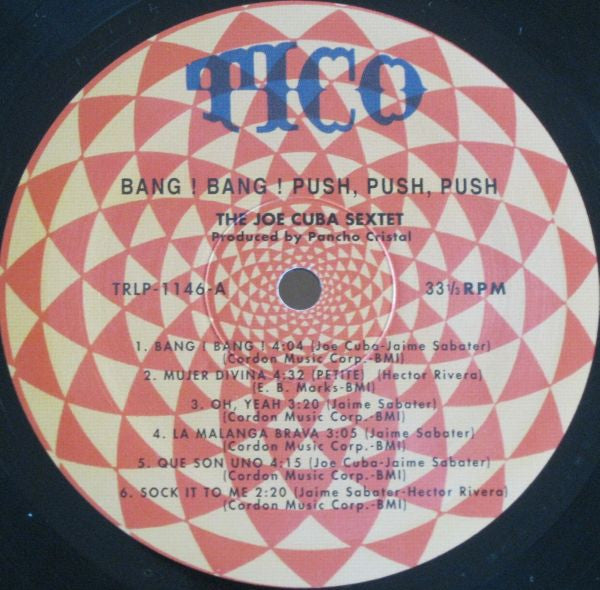 TICO
BANG ! BANG ! PUSH, PUSH, PUSH
THE JOE CUBA SEXTET
Produced by Pancho Cristal
TRLP-1146-A 33 1/3 RPM
1. BANG ! BANG ! 4:04 (Joe Cuba-Jaime Sabater)
(Cordon Music Corp.-BMI)
2. MUJER DIVINA 4:32 (PETITE) (Hector Rivera)
(E. B. Marks-BMI)
3. OH, YEAH 3:20 (Jaime Sabater)
(Cordon Music Corp.-BMI)
4. LA MALANGA BRAVA 3:05 (Jaime Sabater)
(Cordon Music Corp.-BMI)
5. QUE SON UNO 4:15 (Joe Cuba-Jaime Sabater)
(Cordon Music Corp.-BMI)
6. SOCK IT TO ME 2:20 (Jaime Sabater-Hector Rivera)
(Cordon Music Corp.-BMI)